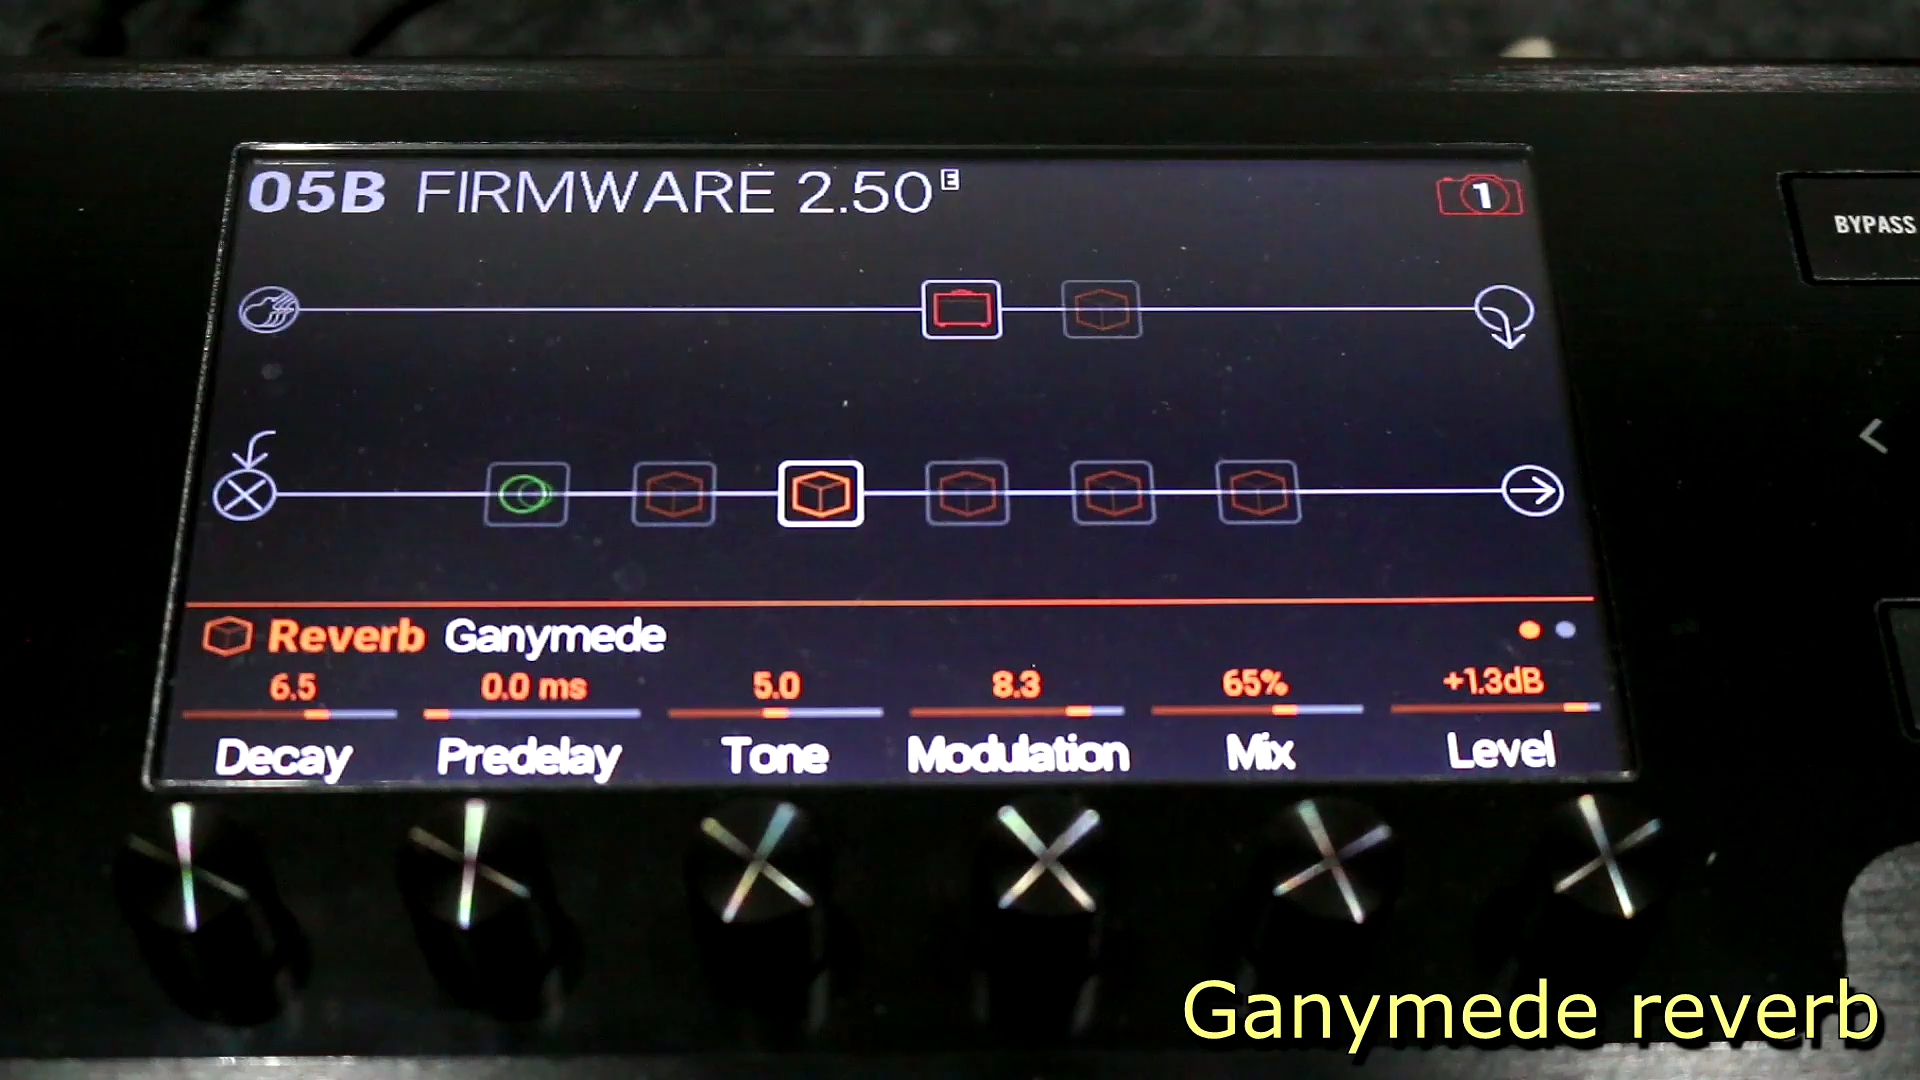 05B FIRMWARE 2.50 E
1
BYPASS
Reverb Ganymede
6.5 0.0 ms 5.0 8.3 65% +1.3dB
Decay Predelay Tone Modulation Mix Level
Ganymede reverb